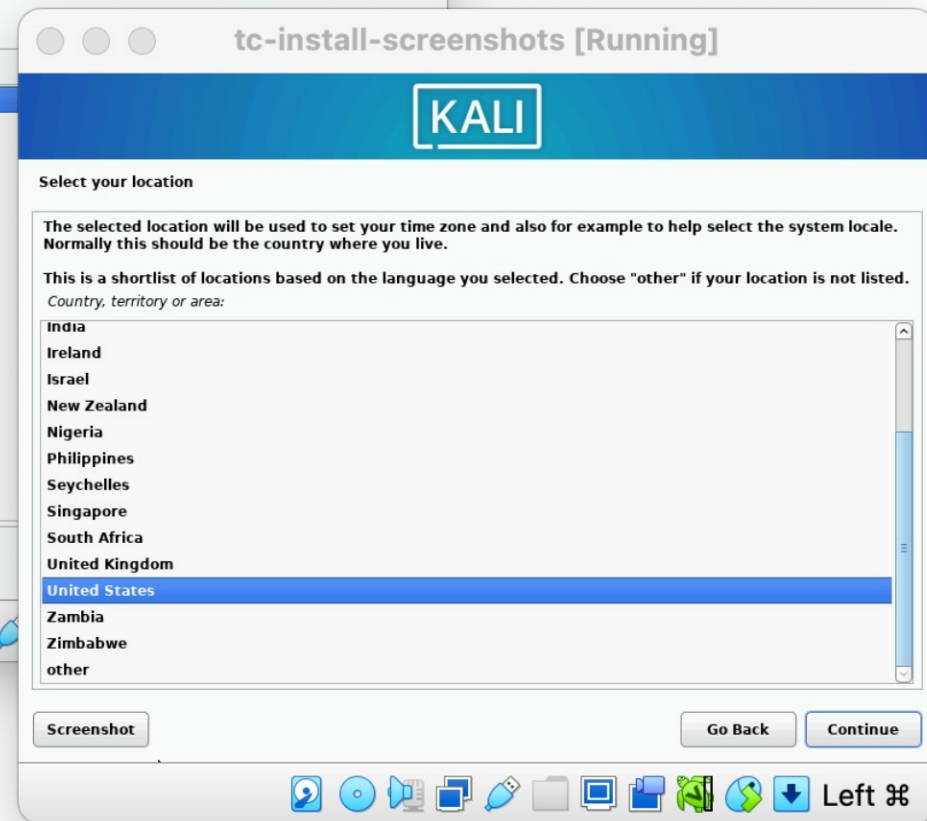 tc-install-screenshots [Running]
KALI
Select your location
The selected location will be used to set your time zone and also for example to help select the system locale.
Normally this should be the country where you live.
This is a shortlist of locations based on the language you selected. Choose "other" if your location is not listed.
Country, territory or area:
India
Ireland
Israel
New Zealand
Nigeria
Philippines
Seychelles
Singapore
South Africa
United Kingdom
United States
Zambia
Zimbabwe
other
Screenshot
Go Back
Continue
Left ⌘